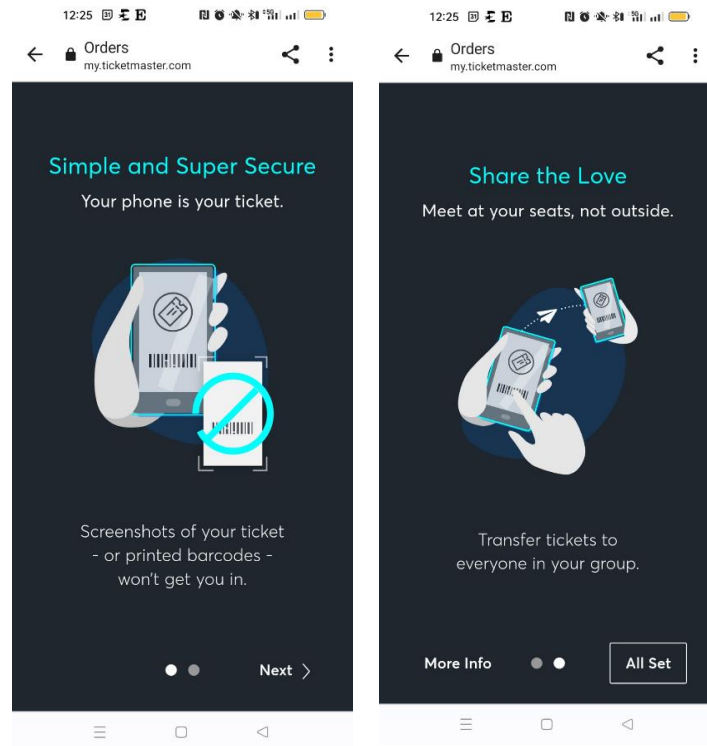 12:25
Orders
my.ticketmaster.com
Simple and Super Secure
Your phone is your ticket.
Screenshots of your ticket
- or printed barcodes -
won't get you in.
Next
12:25
Orders
my.ticketmaster.com
Share the Love
Meet at your seats, not outside.
Transfer tickets to
everyone in your group.
More Info
All Set